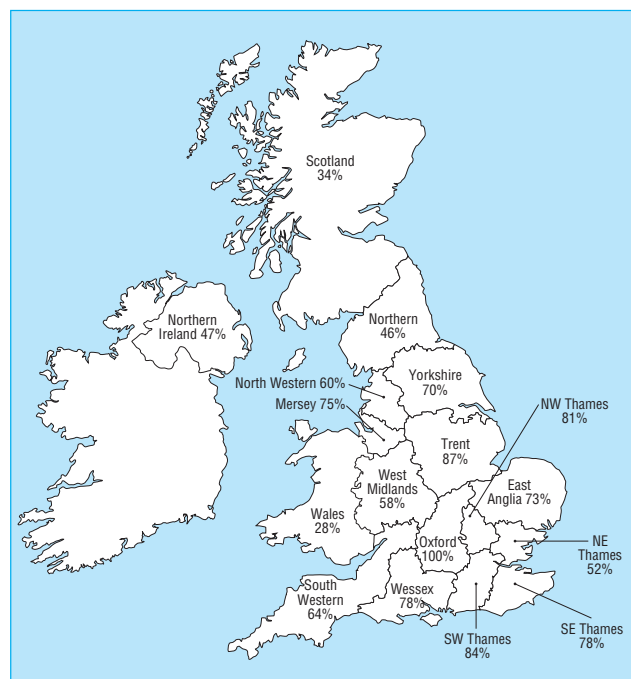 Scotland
34%
Northern
Ireland 47%
Northern
46%
North Western 60%
Yorkshire
70%
Mersey 75%
NW Thames
81%
Trent
87%
West
Midlands
58%
East
Anglia 73%
Wales
28%
Oxford
100%
NE
Thames
52%
South
Western
64%
Wessex
78%
SW Thames
84%
SE Thames
78%